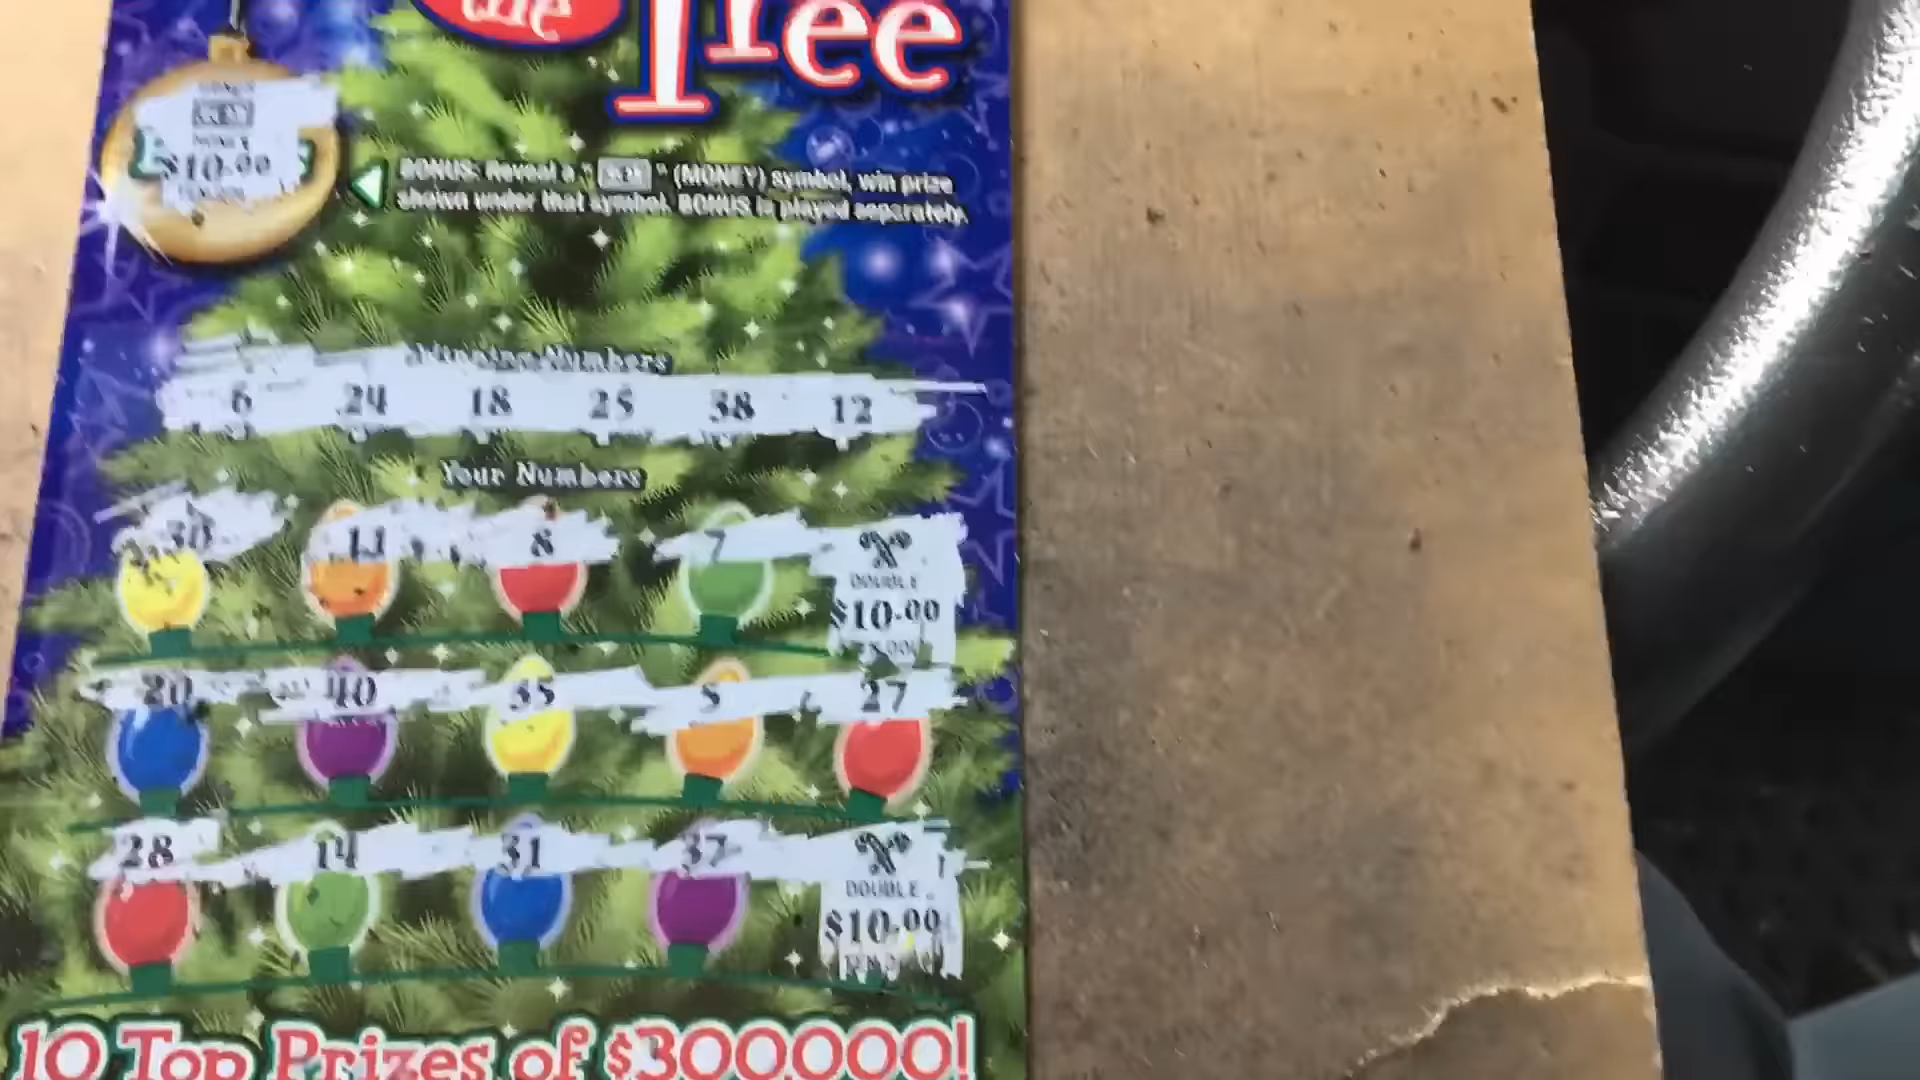 the Tree
MONEY
$10.00
BONUS: Reveal a " " (MONEY) symbol, win prize
shown under that symbol. BONUS is played separately.
Winning Numbers
6 24 18 25 38 12
Your Numbers
30 11 8 7
DOUBLE
$10.00
20 40 35 5 27
28 14 31 37
DOUBLE
$10.00
10 Top Prizes of $300,000!